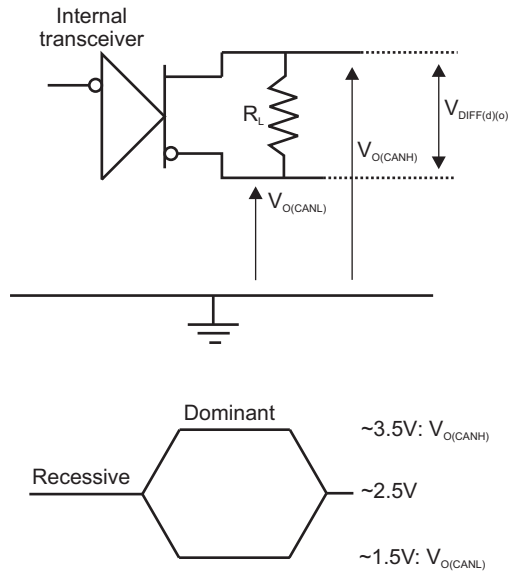 Internal
transceiver
R_L
V_DIFF(d)(o)
V_O(CANH)
V_O(CANL)
Dominant
~3.5V: V_O(CANH)
Recessive
~2.5V
~1.5V: V_O(CANL)